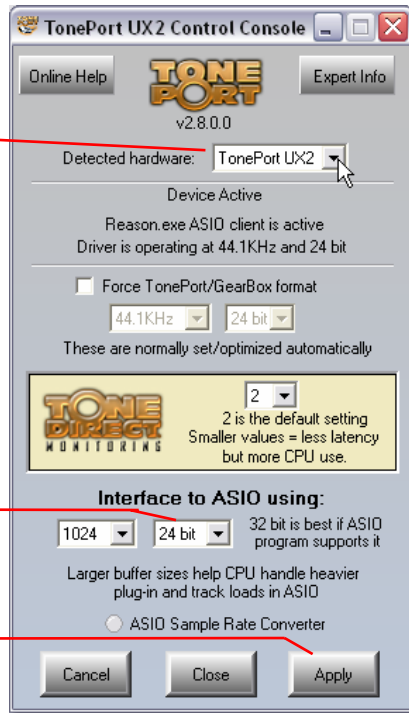 TonePort UX2 Control Console
Online Help
TONE
PORT
Expert Info
v2.8.0.0
Detected hardware: TonePort UX2
Device Active
Reason.exe ASIO client is active
Driver is operating at 44.1KHz and 24 bit
Force TonePort/GearBox format
44.1KHz 24 bit
These are normally set/optimized automatically
TONE
DIRECT
MONITORING
2
2 is the default setting
Smaller values = less latency
but more CPU use.
Interface to ASIO using:
1024 24 bit
32 bit is best if ASIO
program supports it
Larger buffer sizes help CPU handle heavier
plug-in and track loads in ASIO
ASIO Sample Rate Converter
Cancel Close Apply